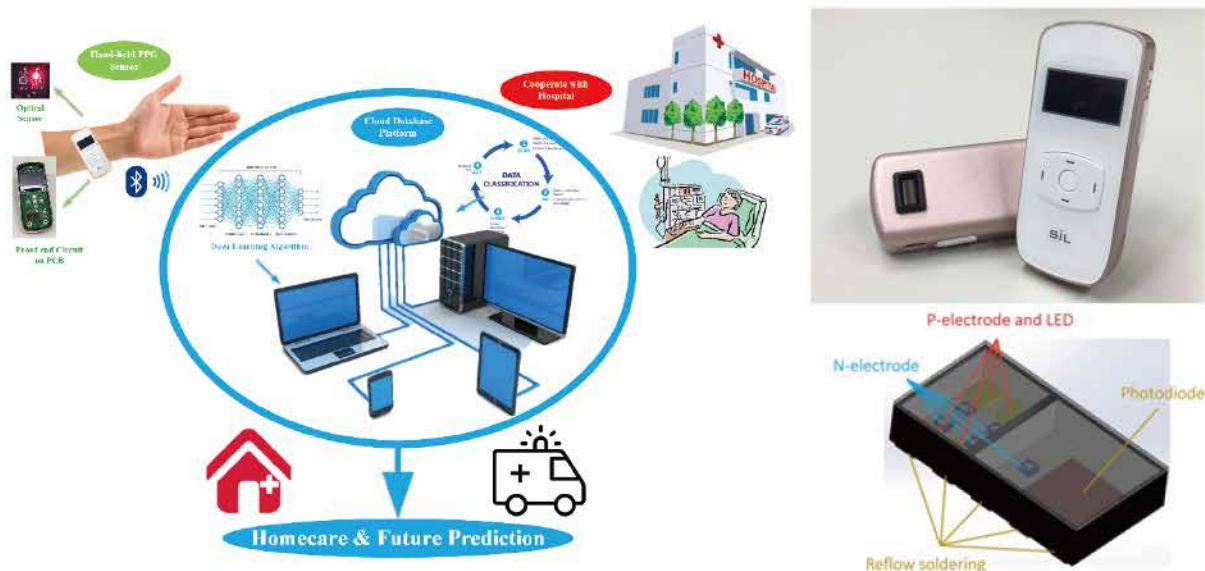 Hand-held PPG
Sensor
Optical
Sensor
Front end Circuit
on PCB
Cooperate with
Hospital
HOSPITAL
Cloud Database
Platform
DATA
CLASSIFICATION
Deep Learning Algorithm
Homecare & Future Prediction
SiL
P-electrode and LED
N-electrode
Photodiode
Reflow soldering